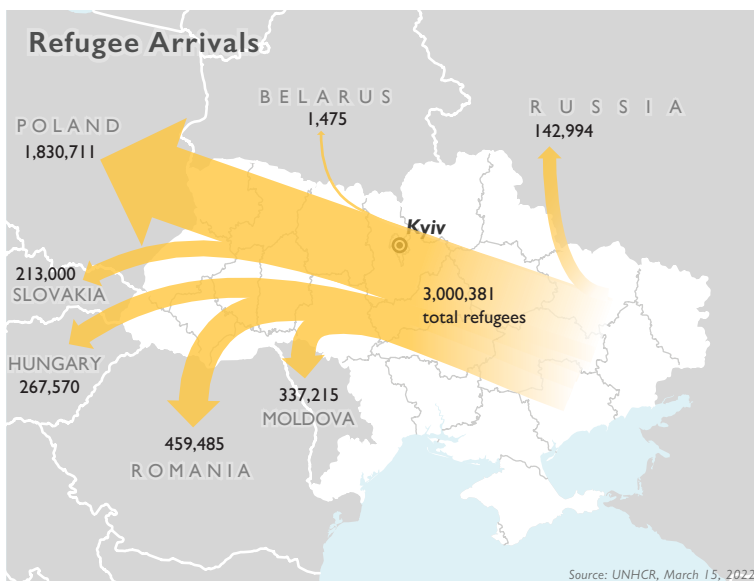 Refugee Arrivals
BELARUS
1,475
RUSSIA
142,994
POLAND
1,830,711
Kyiv
213,000
SLOVAKIA
3,000,381
total refugees
HUNGARY
267,570
337,215
MOLDOVA
459,485
ROMANIA
Source: UNHCR, March 15, 2022